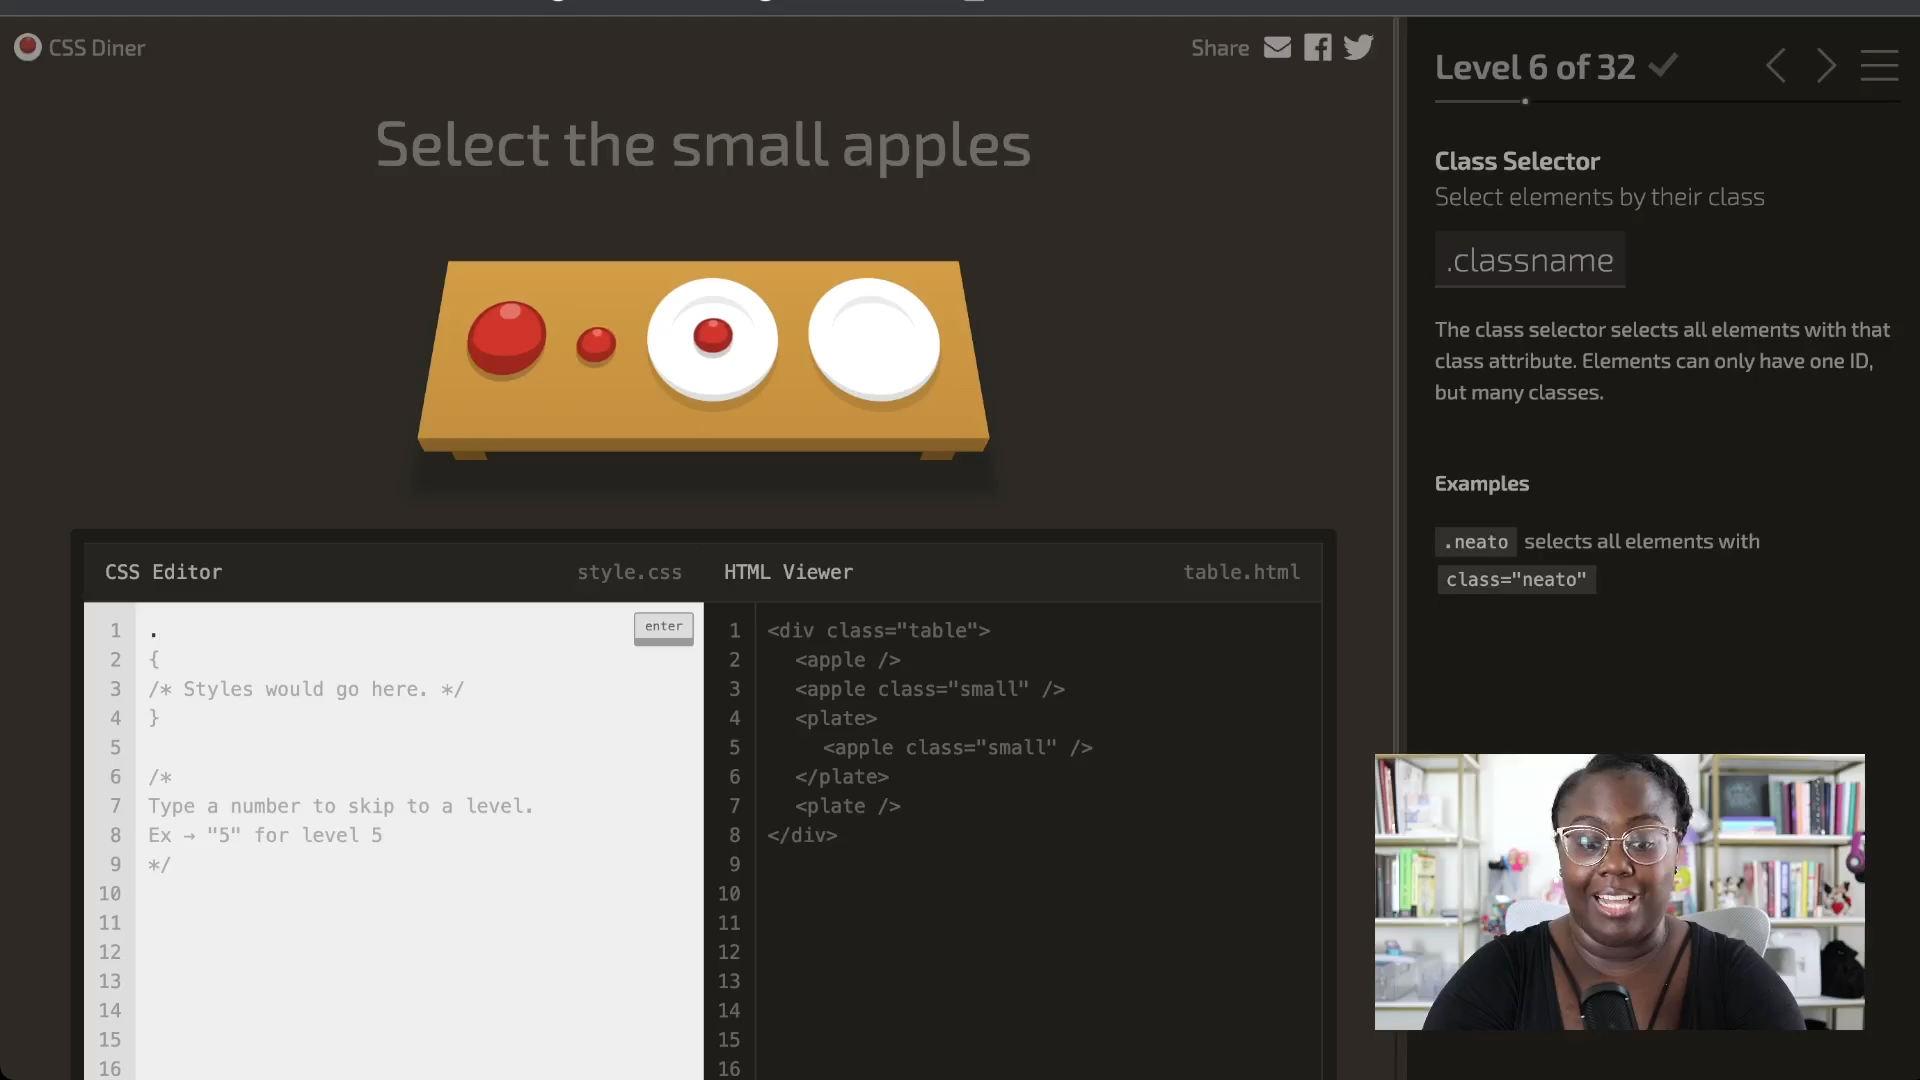 CSS Diner
Share
Select the small apples
CSS Editor
style.css
HTML Viewer
table.html
1 .
enter
2 {
3 /* Styles would go here. */
4 }
5
6 /*
7 Type a number to skip to a level.
8 Ex → "5" for level 5
9 */
10
11
12
13
14
15
16
1 <div class="table">
2 <apple />
3 <apple class="small" />
4 <plate>
5 <apple class="small" />
6 </plate>
7 <plate />
8 </div>
9
10
11
12
13
14
15
16
Level 6 of 32
Class Selector
Select elements by their class
.classname
The class selector selects all elements with that
class attribute. Elements can only have one ID,
but many classes.
Examples
.neato selects all elements with
class="neato"